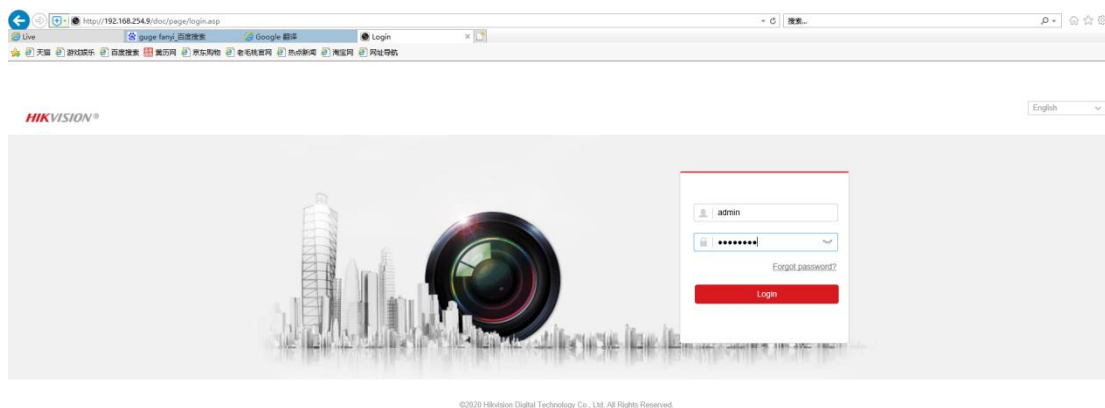 http://192.168.254.9/doc/page/login.asp 搜索...
Live guge fanyi_百度搜索 Google 翻译 Login
天猫 游戏娱乐 百度搜索 黄历网 京东购物 老毛桃官网 热点新闻 淘宝网 网址导航
HIKVISION® English
admin
Forgot password?
Login
©2020 Hikvision Digital Technology Co., Ltd. All Rights Reserved.